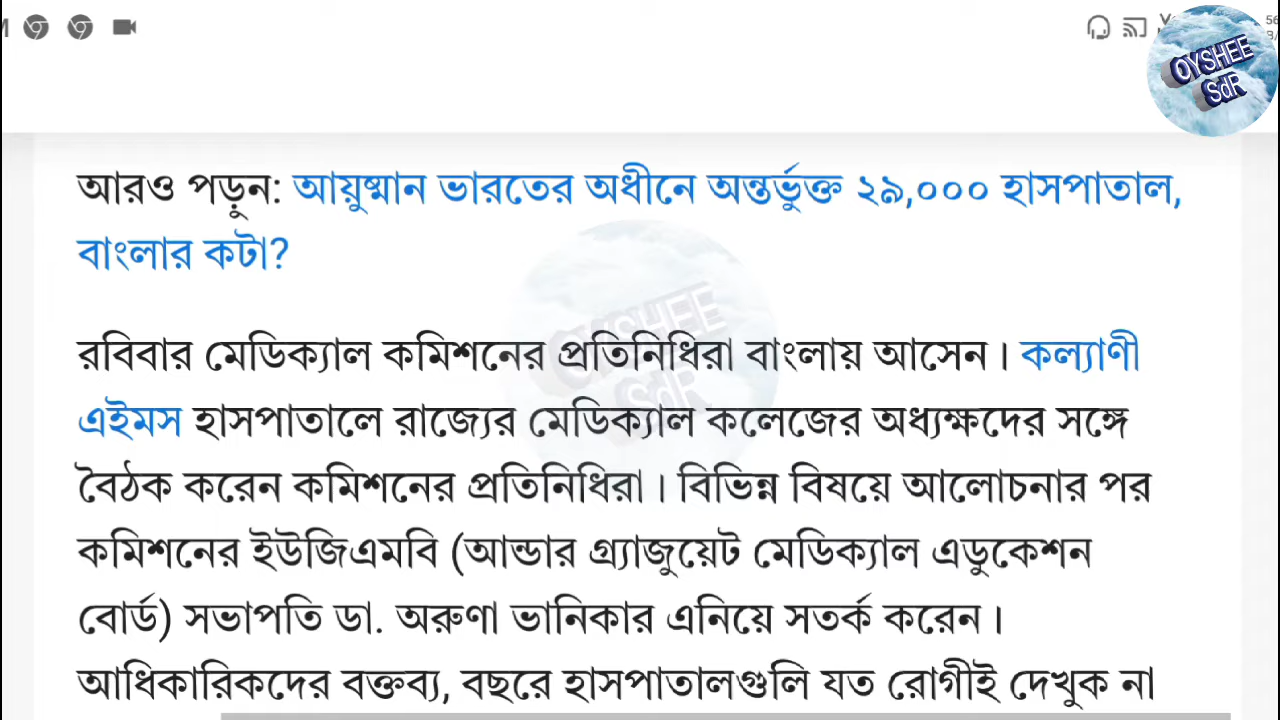 OYSHEE
SdR
আরও পড়ুন: আয়ুষ্মান ভারতের অধীনে অন্তর্ভুক্ত ২৯,০০০ হাসপাতাল,
বাংলার কটা?
রবিবার মেডিক্যাল কমিশনের প্রতিনিধিরা বাংলায় আসেন। কল্যাণী
এইমস হাসপাতালে রাজ্যের মেডিক্যাল কলেজের অধ্যক্ষদের সঙ্গে
বৈঠক করেন কমিশনের প্রতিনিধিরা। বিভিন্ন বিষয়ে আলোচনার পর
কমিশনের ইউজিএমবি (আন্ডার গ্র্যাজুয়েট মেডিক্যাল এডুকেশন
বোর্ড) সভাপতি ডা. অরুণা ভানিকার এনিয়ে সতর্ক করেন।
আধিকারিকদের বক্তব্য, বছরে হাসপাতালগুলি যত রোগীই দেখুক না
OYSHEE
SdR